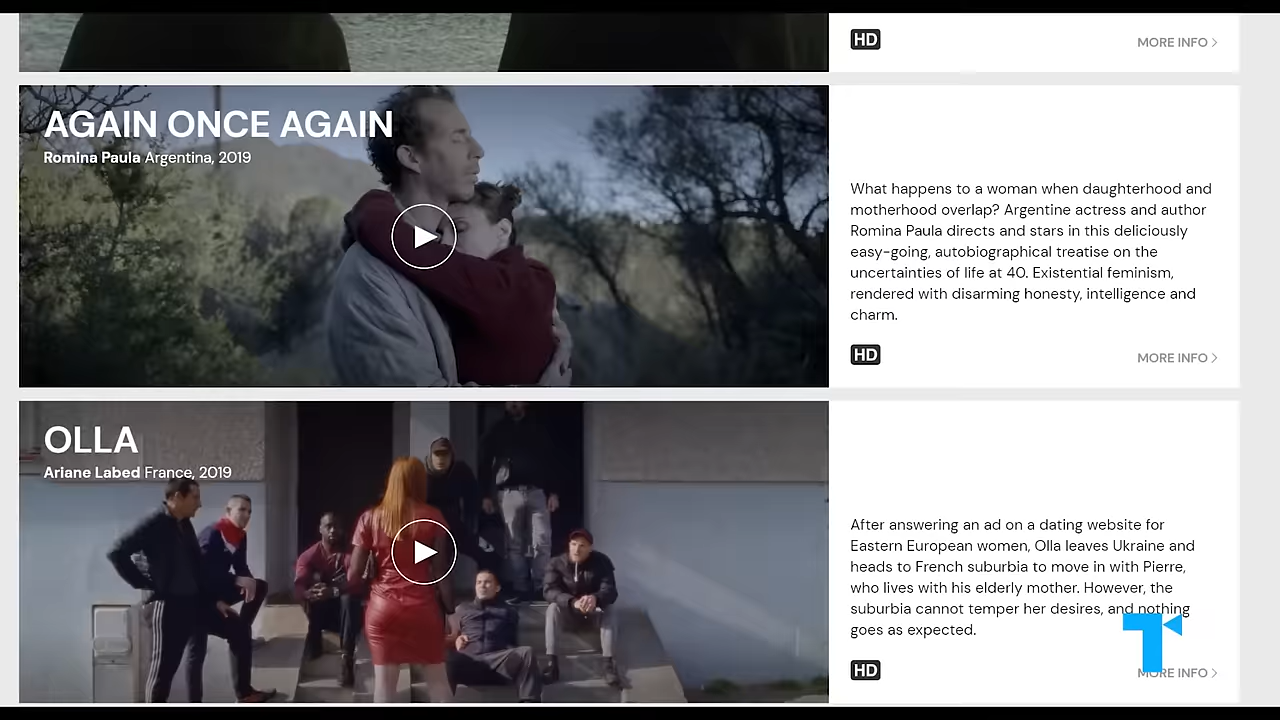 HD
MORE INFO
AGAIN ONCE AGAIN
Romina Paula Argentina, 2019
What happens to a woman when daughterhood and
motherhood overlap? Argentine actress and author
Romina Paula directs and stars in this deliciously
easy-going, autobiographical treatise on the
uncertainties of life at 40. Existential feminism,
rendered with disarming honesty, intelligence and
charm.
HD
MORE INFO
OLLA
Ariane Labed France, 2019
After answering an ad on a dating website for
Eastern European women, Olla leaves Ukraine and
heads to French suburbia to move in with Pierre,
who lives with his elderly mother. However, the
suburbia cannot temper her desires, and nothing
goes as expected.
HD
MORE INFO